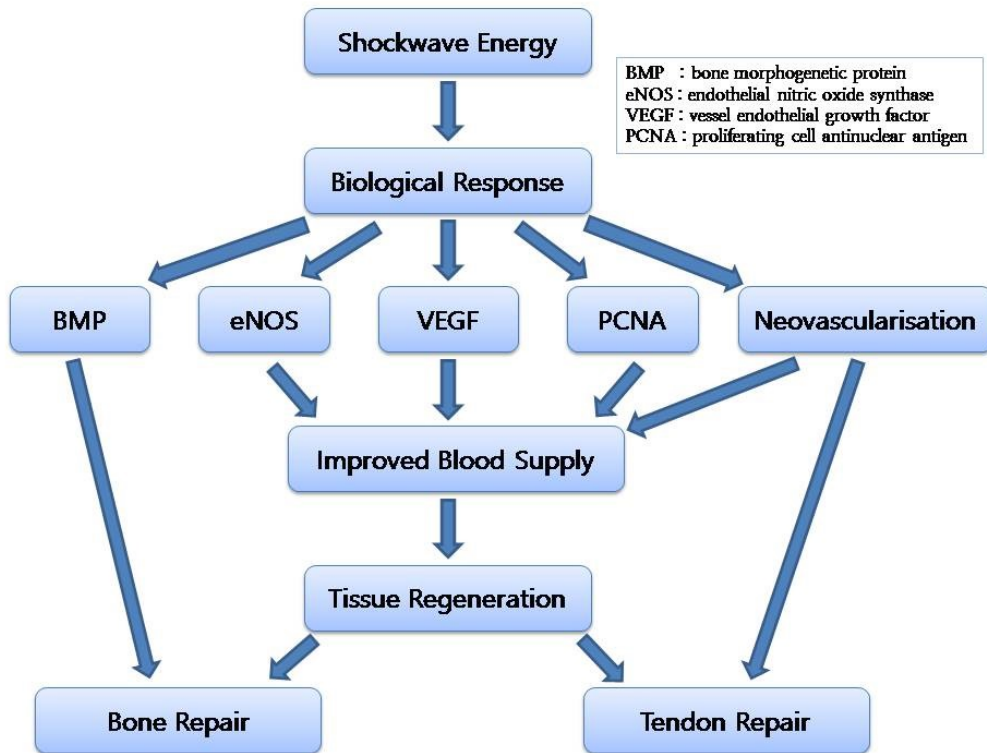 Shockwave Energy
BMP : bone morphogenetic protein
eNOS : endothelial nitric oxide synthase
VEGF : vessel endothelial growth factor
PCNA : proliferating cell antinuclear antigen
Biological Response
BMP
eNOS
VEGF
PCNA
Neovascularisation
Improved Blood Supply
Tissue Regeneration
Bone Repair
Tendon Repair